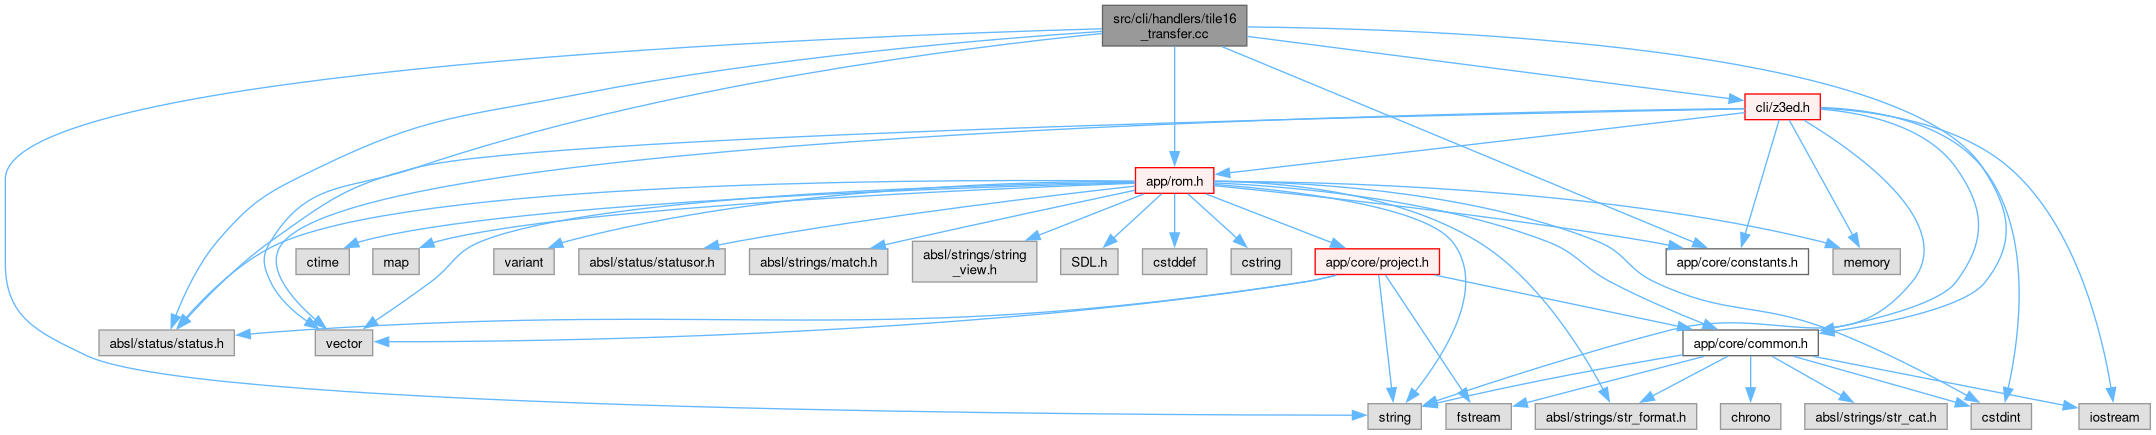 src/cli/handlers/tile16
_transfer.cc
cli/z3ed.h
app/rom.h
ctime
map
variant
absl/status/statusor.h
absl/strings/match.h
absl/strings/string
_view.h
SDL.h
cstddef
cstring
app/core/project.h
app/core/constants.h
memory
absl/status/status.h
vector
app/core/common.h
string
fstream
absl/strings/str_format.h
chrono
absl/strings/str_cat.h
cstdint
iostream